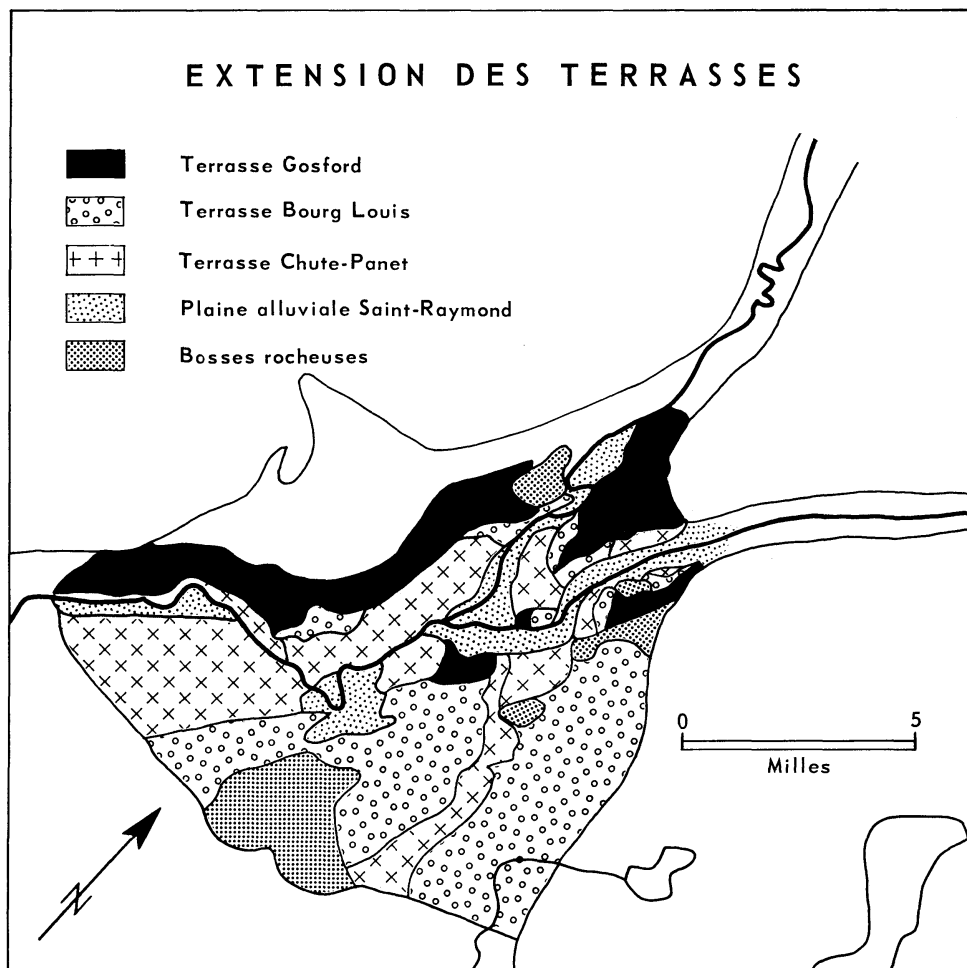 EXTENSION DES TERRASSES
Terrasse Gosford
Terrasse Bourg Louis
Terrasse Chute-Panet
Plaine alluviale Saint-Raymond
Bosses rocheuses
0 5
Milles
N